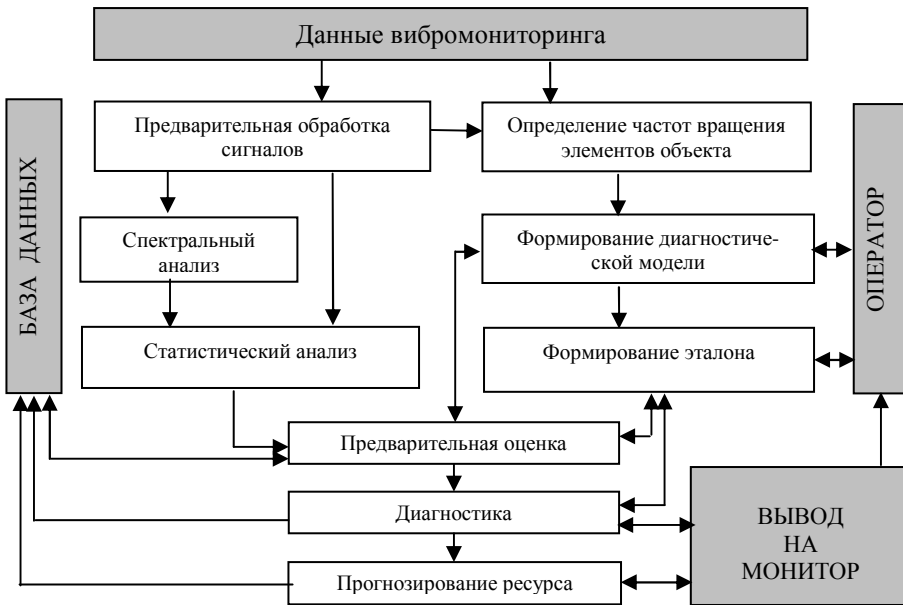 Данные вибромониторинга
БАЗА ДАННЫХ
Предварительная обработка
сигналов
Определение частот вращения
элементов объекта
ОПЕРАТОР
Спектральный
анализ
Формирование диагностиче-
ской модели
Статистический анализ
Формирование эталона
Предварительная оценка
Диагностика
Прогнозирование ресурса
ВЫВОД
НА
МОНИТОР